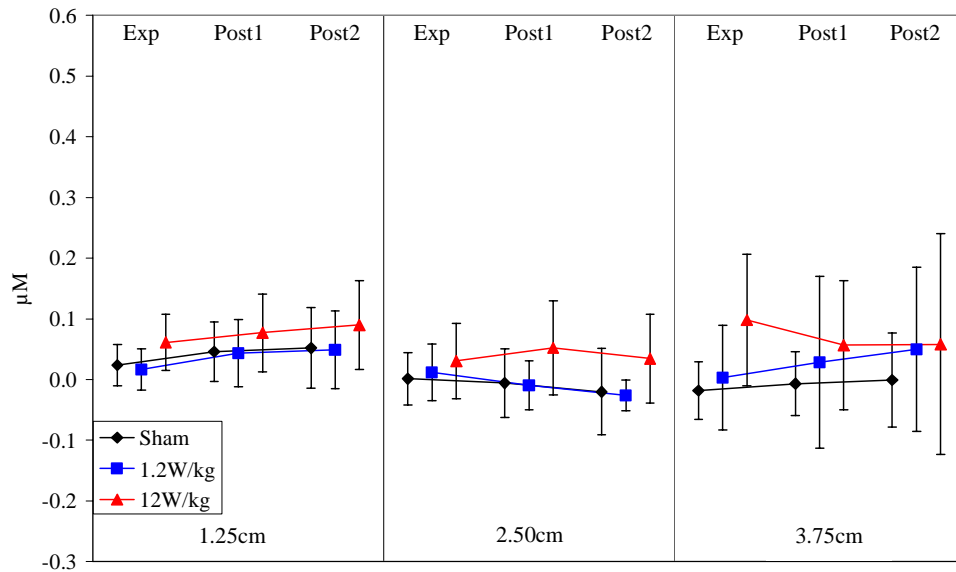 0.6
0.5
0.4
0.3
0.2
0.1
0.0
-0.1
-0.2
-0.3
µM
Exp Post1 Post2
Exp Post1 Post2
Exp Post1 Post2
Sham
1.2W/kg
12W/kg
1.25cm
2.50cm
3.75cm